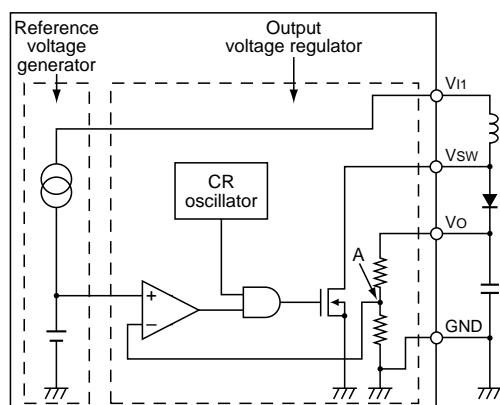 Reference
voltage
generator
Output
voltage regulator
VI1
VSW
CR
oscillator
VO
A
+
−
GND